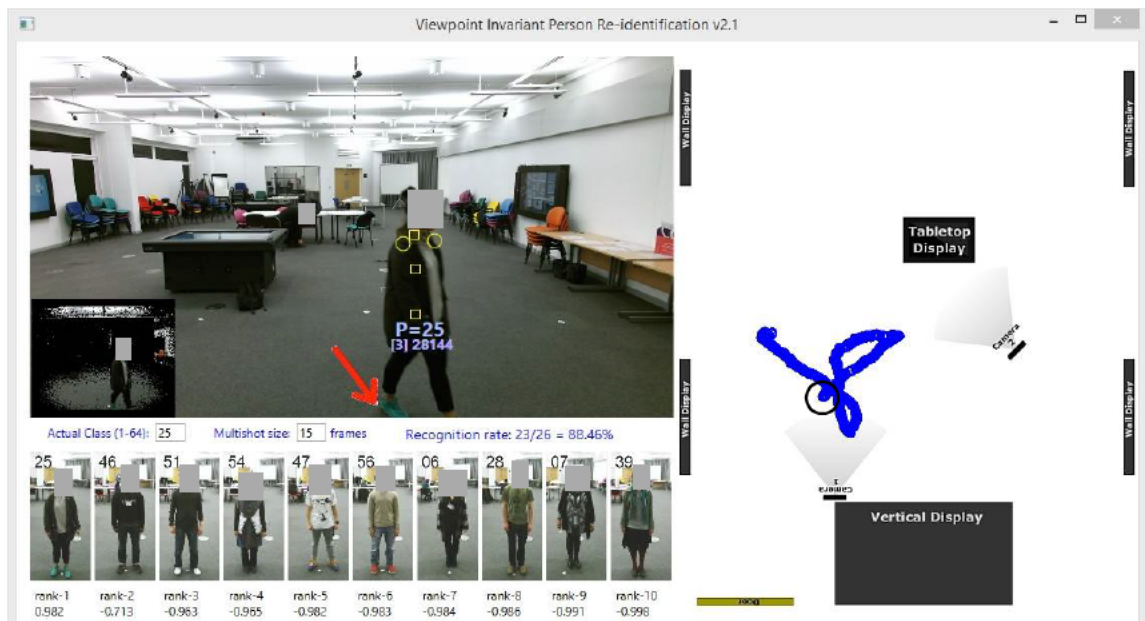 Viewpoint Invariant Person Re-identification v2.1
P=25
[3] 28144
Actual Class (1-64): 25 Multishot size: 15 frames Recognition rate: 23/26 = 88.46%
25 46 51 54 47 56 06 28 07 39
rank-1 rank-2 rank-3 rank-4 rank-5 rank-6 rank-7 rank-8 rank-9 rank-10
0.982 -0.713 -0.963 -0.965 -0.982 -0.983 -0.984 -0.986 -0.991 -0.998
Wall Display
Wall Display
Tabletop
Display
Camera
2
Wall Display
Wall Display
Camera
1
Vertical Display
Door